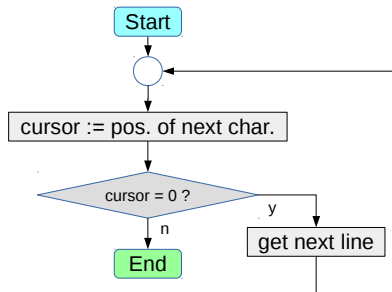 Start
cursor := pos. of next char.
cursor = 0 ?
y
n
get next line
End